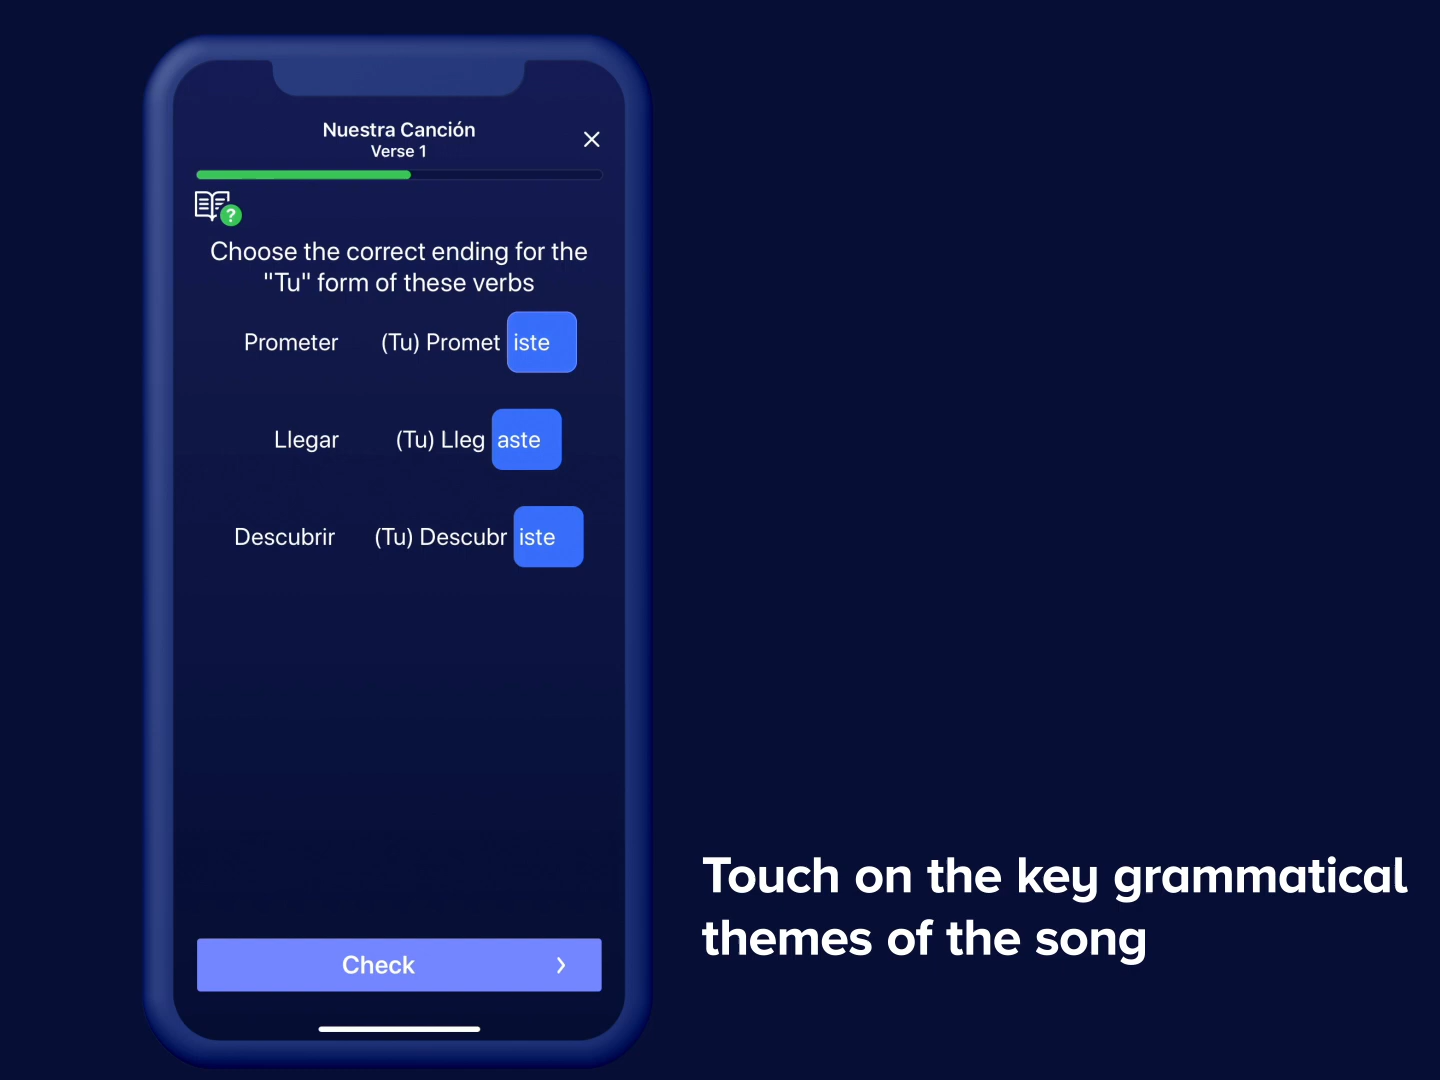 Nuestra Canción
Verse 1
?
Choose the correct ending for the
"Tu" form of these verbs
Prometer (Tu) Promet iste
Llegar (Tu) Lleg aste
Descubrir (Tu) Descubr iste
Check
Touch on the key grammatical
themes of the song